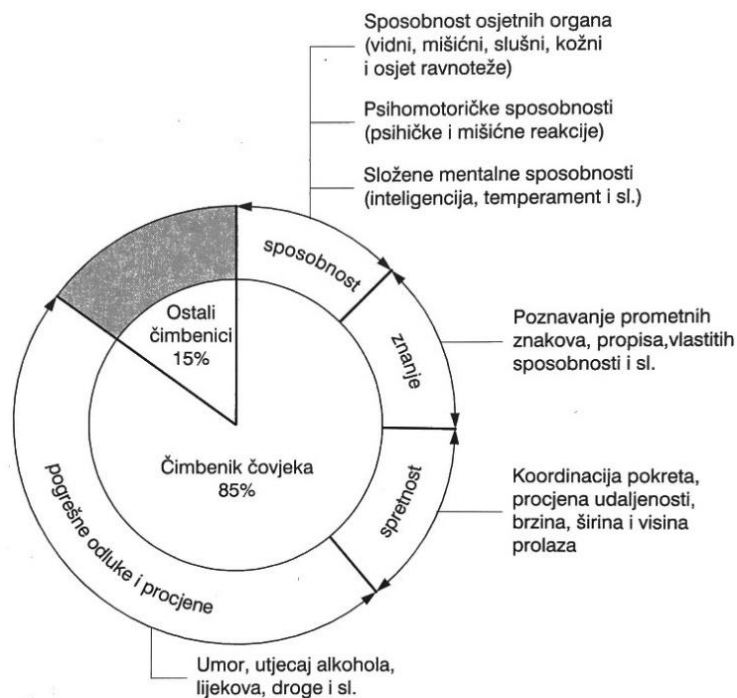 Sposobnost osjetnih organa
(vidni, mišićni, slušni, kožni
i osjet ravnoteže)
Psihomotoričke sposobnosti
(psihičke i mišićne reakcije)
Složene mentalne sposobnosti
(inteligencija, temperament i sl.)
sposobnost
znanje
Ostali
čimbenici
15%
Poznavanje prometnih
znakova, propisa,vlastitih
sposobnosti i sl.
Čimbenik čovjeka
85%
spretnost
Koordinacija pokreta,
procjena udaljenosti,
brzina, širina i visina
prolaza
pogrešne odluke i procjene
Umor, utjecaj alkohola,
lijekova, droge i sl.